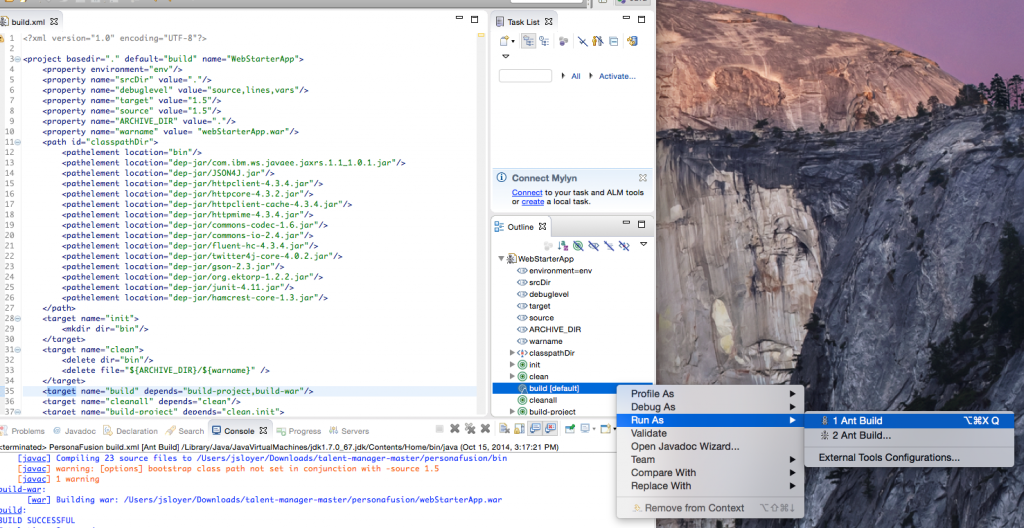 build.xml
1 <?xml version="1.0" encoding="UTF-8"?>
2
3 <project basedir="." default="build" name="WebStarterApp">
4 <property environment="env"/>
5 <property name="srcDir" value="."/>
6 <property name="debuglevel" value="source,lines,vars"/>
7 <property name="target" value="1.5"/>
8 <property name="source" value="1.5"/>
9 <property name="ARCHIVE_DIR" value="."/>
10 <property name="warname" value= "webStarterApp.war"/>
11 <path id="classpathDir">
12 <pathelement location="bin"/>
13 <pathelement location="dep-jar/com.ibm.ws.javaee.jaxrs.1.1_1.0.1.jar"/>
14 <pathelement location="dep-jar/JSON4J.jar"/>
15 <pathelement location="dep-jar/httpclient-4.3.4.jar"/>
16 <pathelement location="dep-jar/httpcore-4.3.2.jar"/>
17 <pathelement location="dep-jar/httpclient-cache-4.3.4.jar"/>
18 <pathelement location="dep-jar/httpmime-4.3.4.jar"/>
19 <pathelement location="dep-jar/commons-codec-1.6.jar"/>
20 <pathelement location="dep-jar/commons-io-2.4.jar"/>
21 <pathelement location="dep-jar/fluent-hc-4.3.4.jar"/>
22 <pathelement location="dep-jar/twitter4j-core-4.0.2.jar"/>
23 <pathelement location="dep-jar/gson-2.3.jar"/>
24 <pathelement location="dep-jar/org.ektorp-1.2.2.jar"/>
25 <pathelement location="dep-jar/junit-4.11.jar"/>
26 <pathelement location="dep-jar/hamcrest-core-1.3.jar"/>
27 </path>
28 <target name="init">
29 <mkdir dir="bin"/>
30 </target>
31 <target name="clean">
32 <delete dir="bin"/>
33 <delete file="${ARCHIVE_DIR}/${warname}" />
34 </target>
35 <target name="build" depends="build-project,build-war"/>
36 <target name="cleanall" depends="clean"/>
37 <target name="build-project" depends="clean,init">
Task List
All Activate...
Connect Mylyn
Connect to your task and ALM tools
or create a local task.
Outline
WebStarterApp
environment=env
srcDir
debuglevel
target
source
ARCHIVE_DIR
warname
classpathDir
init
clean
build [default]
cleanall
build-project
Profile As
Debug As
Run As
Validate
Open Javadoc Wizard...
Team
Compare With
Replace With
Remove from Context ⌥⇧⌘↓
1 Ant Build ⌥⌘X Q
2 Ant Build...
External Tools Configurations...
Problems Javadoc Declaration Search Console Progress Servers
<terminated> PersonaFusion build.xml [Ant Build] /Library/Java/JavaVirtualMachines/jdk1.7.0_67.jdk/Contents/Home/bin/java (Oct 15, 2014, 3:17:21 PM)
[javac] Compiling 23 source files to /Users/jsloyer/Downloads/talent-manager-master/personafusion/bin
[javac] warning: [options] bootstrap class path not set in conjunction with -source 1.5
[javac] 1 warning
build-war:
[war] Building war: /Users/jsloyer/Downloads/talent-manager-master/personafusion/webStarterApp.war
build:
BUILD SUCCESSFUL